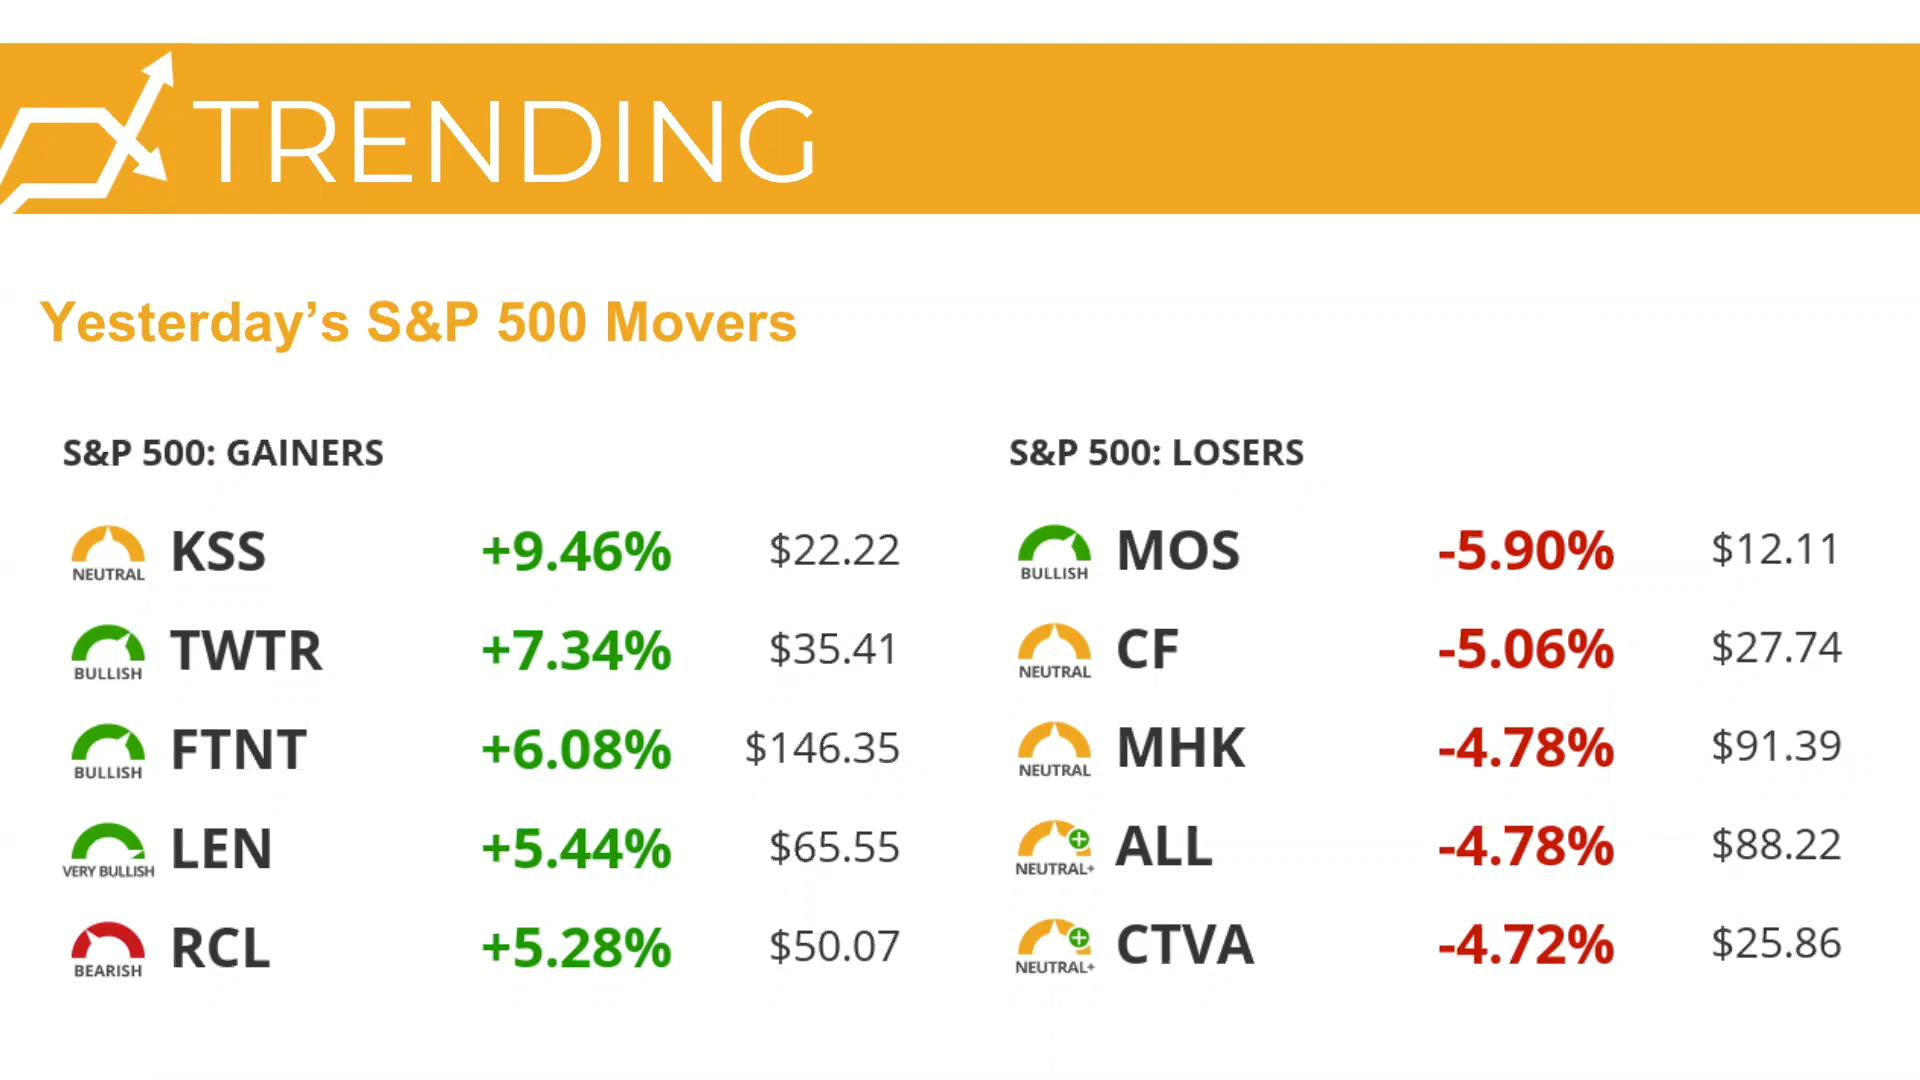 TRENDING
Yesterday’s S&P 500 Movers
S&P 500: GAINERS
NEUTRAL KSS +9.46% $22.22
BULLISH TWTR +7.34% $35.41
BULLISH FTNT +6.08% $146.35
VERY BULLISH LEN +5.44% $65.55
BEARISH RCL +5.28% $50.07
S&P 500: LOSERS
BULLISH MOS -5.90% $12.11
NEUTRAL CF -5.06% $27.74
NEUTRAL MHK -4.78% $91.39
NEUTRAL+ ALL -4.78% $88.22
NEUTRAL+ CTVA -4.72% $25.86